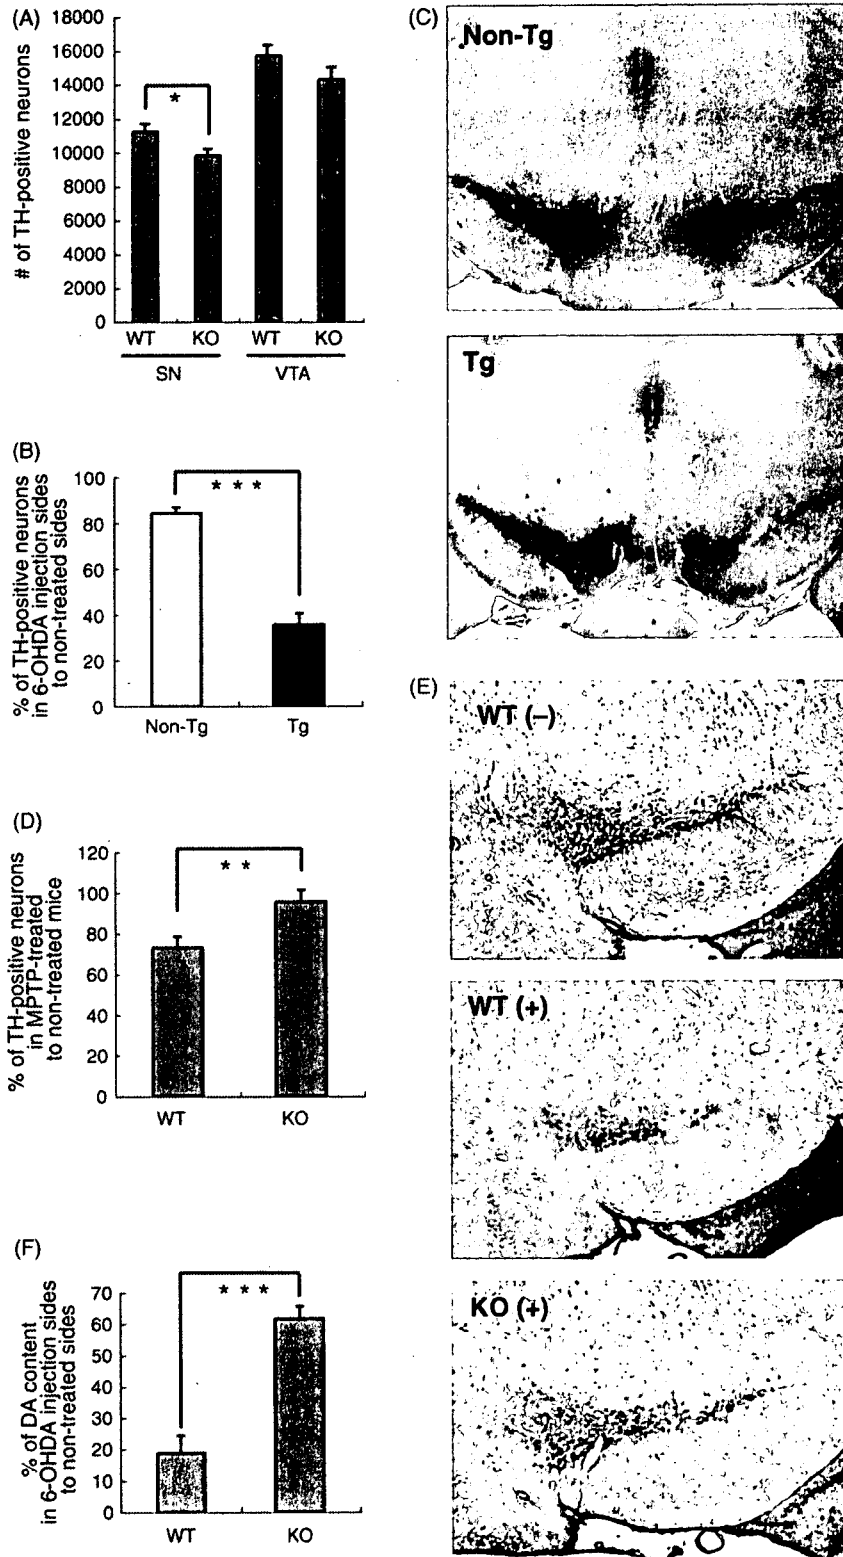 (A)
18000
16000
14000
12000
10000
8000
6000
4000
2000
0
# of TH-positive neurons
*
WT KO WT KO
SN VTA
(B)
100
80
60
40
20
0
% of TH-positive neurons
in 6-OHDA injection sides
to non-treated sides
* * *
Non-Tg Tg
(C)
Non-Tg
Tg
(D)
120
100
80
60
40
20
0
% of TH-positive neurons
in MPTP-treated
to non-treated mice
* *
WT KO
(E)
WT (–)
WT (+)
KO (+)
(F)
70
60
50
40
30
20
10
0
% of DA content
in 6-OHDA injection sides
to non-treated sides
* * *
WT KO